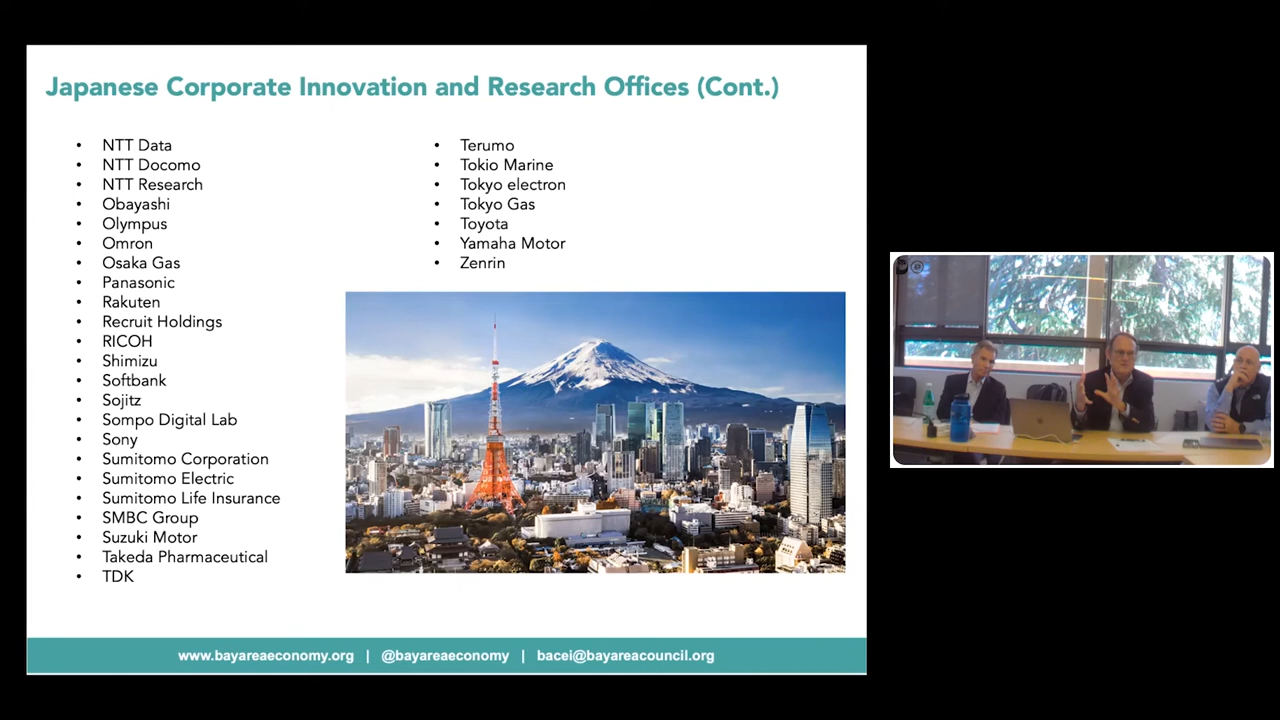 Japanese Corporate Innovation and Research Offices (Cont.)
• NTT Data
• NTT Docomo
• NTT Research
• Obayashi
• Olympus
• Omron
• Osaka Gas
• Panasonic
• Rakuten
• Recruit Holdings
• RICOH
• Shimizu
• Softbank
• Sojitz
• Sompo Digital Lab
• Sony
• Sumitomo Corporation
• Sumitomo Electric
• Sumitomo Life Insurance
• SMBC Group
• Suzuki Motor
• Takeda Pharmaceutical
• TDK
• Terumo
• Tokio Marine
• Tokyo electron
• Tokyo Gas
• Toyota
• Yamaha Motor
• Zenrin
www.bayareaeconomy.org | @bayareaeconomy | bacei@bayareacouncil.org